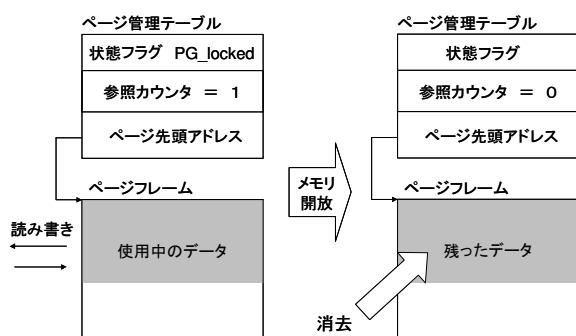 ページ管理テーブル
状態フラグ PG_locked
参照カウンタ = 1
ページ先頭アドレス
ページフレーム
読み書き
使用中のデータ
メモリ
開放
ページ管理テーブル
状態フラグ
参照カウンタ = 0
ページ先頭アドレス
ページフレーム
残ったデータ
消去